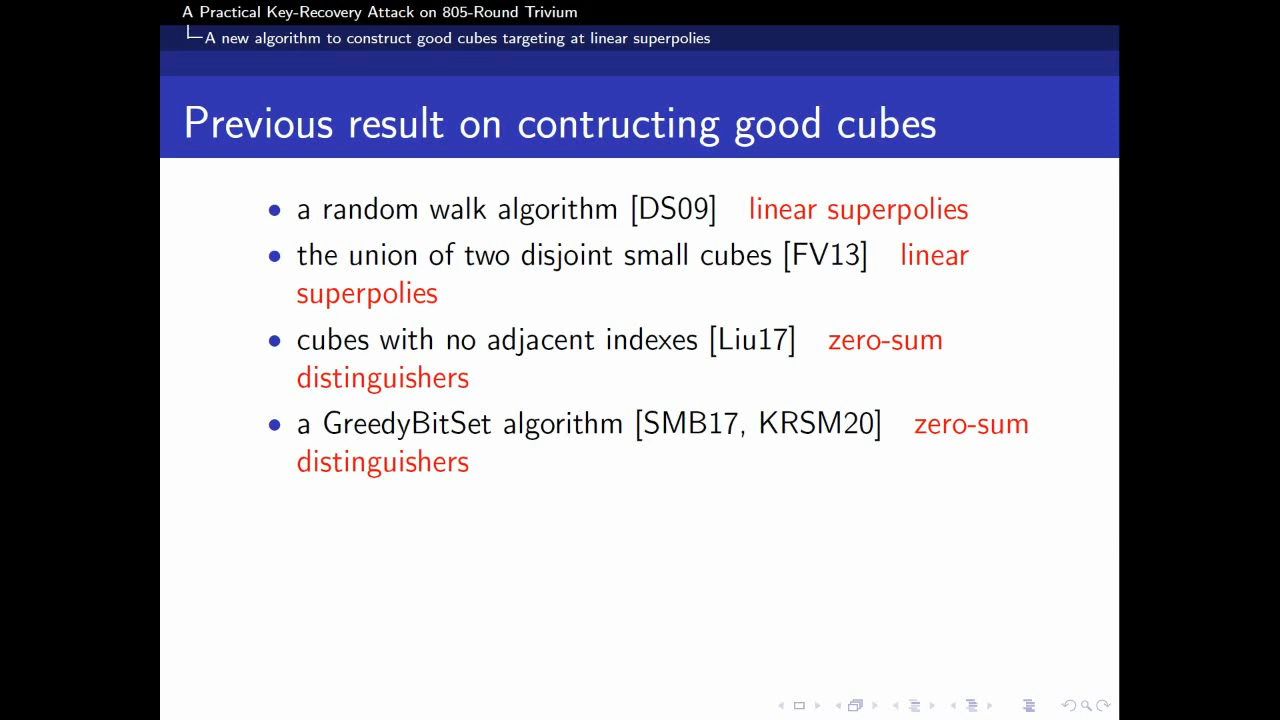 A Practical Key-Recovery Attack on 805-Round Trivium
A new algorithm to construct good cubes targeting at linear superpolies
Previous result on contructing good cubes
• a random walk algorithm [DS09] linear superpolies
• the union of two disjoint small cubes [FV13] linear
superpolies
• cubes with no adjacent indexes [Liu17] zero-sum
distinguishers
• a GreedyBitSet algorithm [SMB17, KRSM20] zero-sum
distinguishers